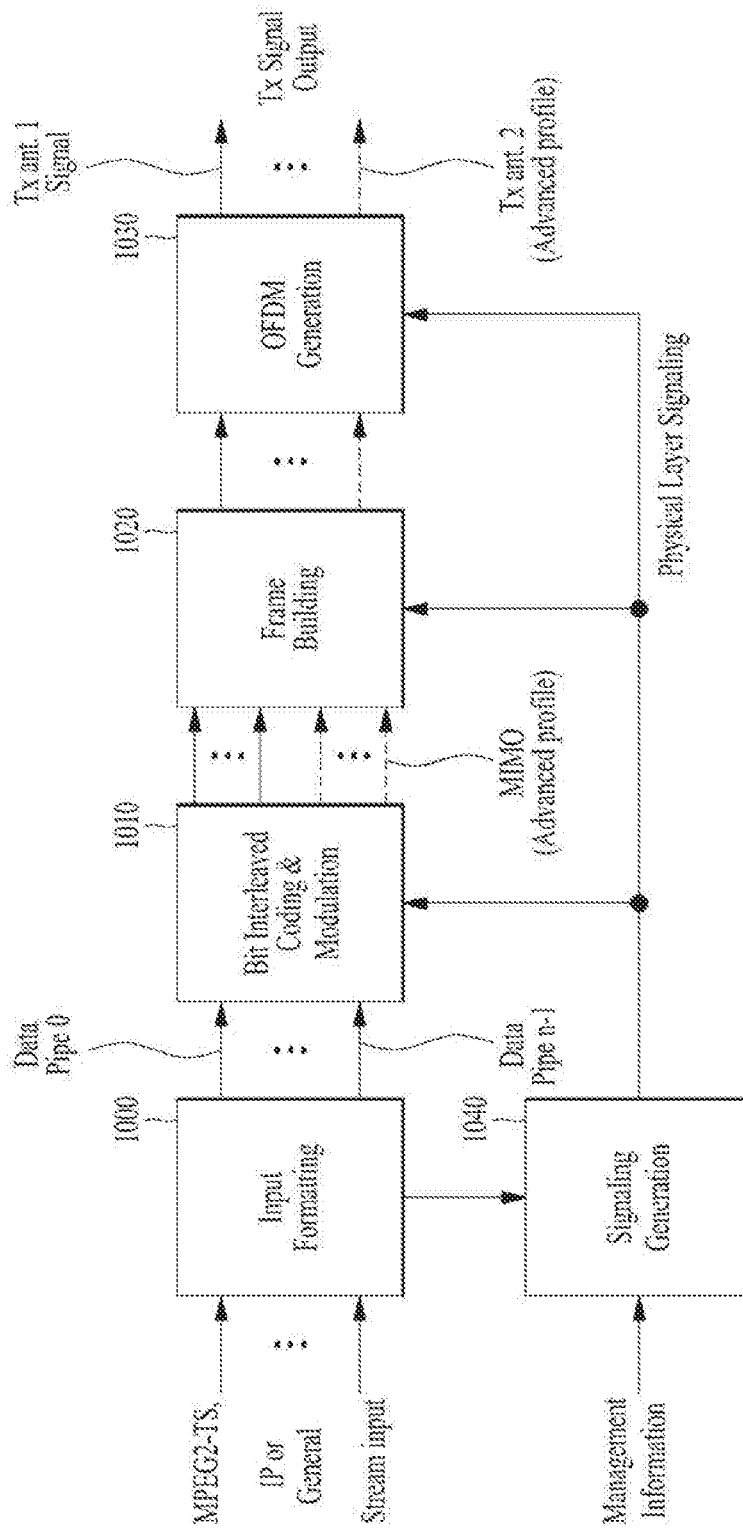 MPEG2-TS,
IP or
General
Stream input
1000
Input
Formating
Data
Pipe 0
Data
Pipe n-1
1010
Bit Interleaved
Coding &
Modulation
MIMO
(Advanced profile)
1020
Frame
Building
1030
OFDM
Generation
Tx ant. 1
Signal
Tx Signal
Output
Tx ant. 2
(Advanced profile)
Management
Information
1040
Signaling
Generation
Physical Layer Signaling